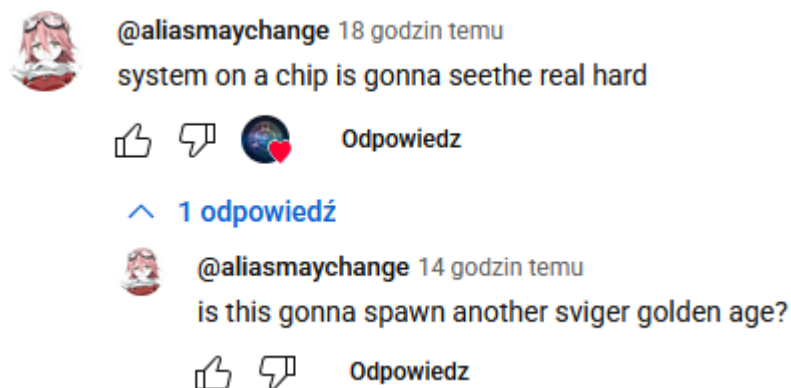 @aliasmaychange 18 godzin temu
system on a chip is gonna seethe real hard
Odpowiedz
1 odpowiedź
@aliasmaychange 14 godzin temu
is this gonna spawn another sviger golden age?
Odpowiedz